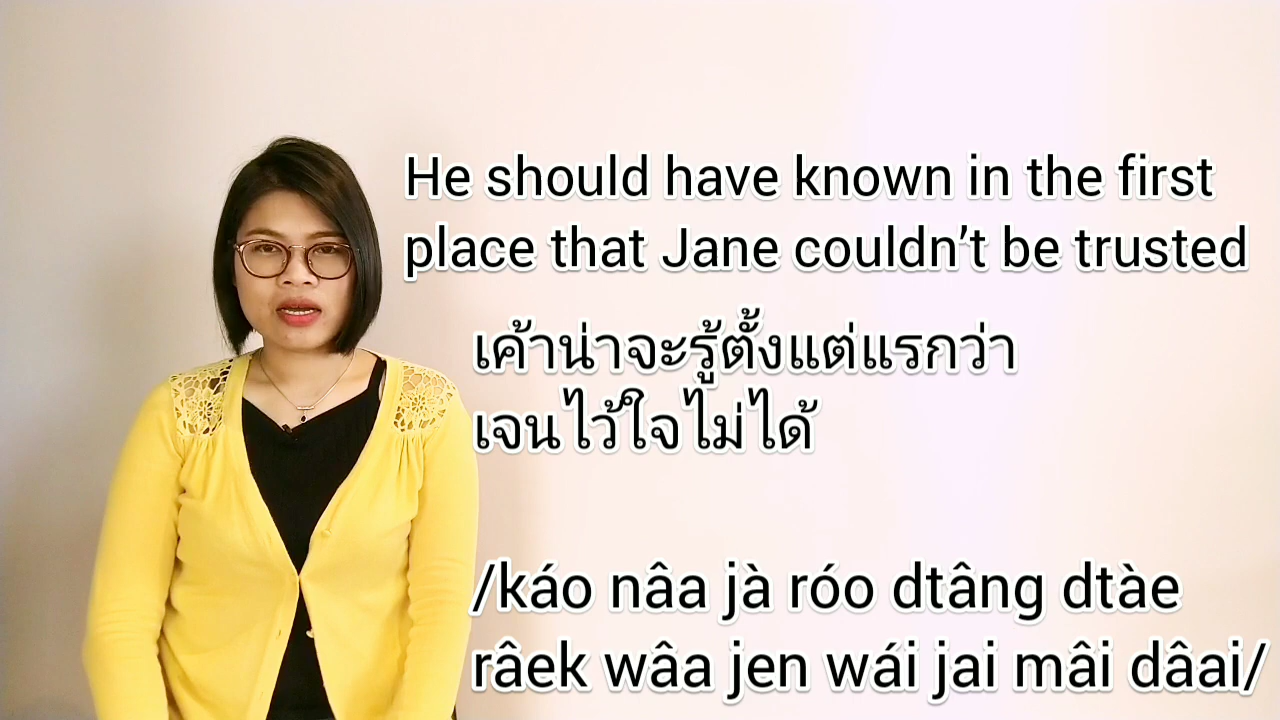 He should have known in the first
place that Jane couldn’t be trusted
เค้าน่าจะรู้ตั้งแต่แรกว่า
เจนไว้ใจไม่ได้
/káo nâa jà róo dtâng dtàe
râek wâa jen wái jai mâi dâai/